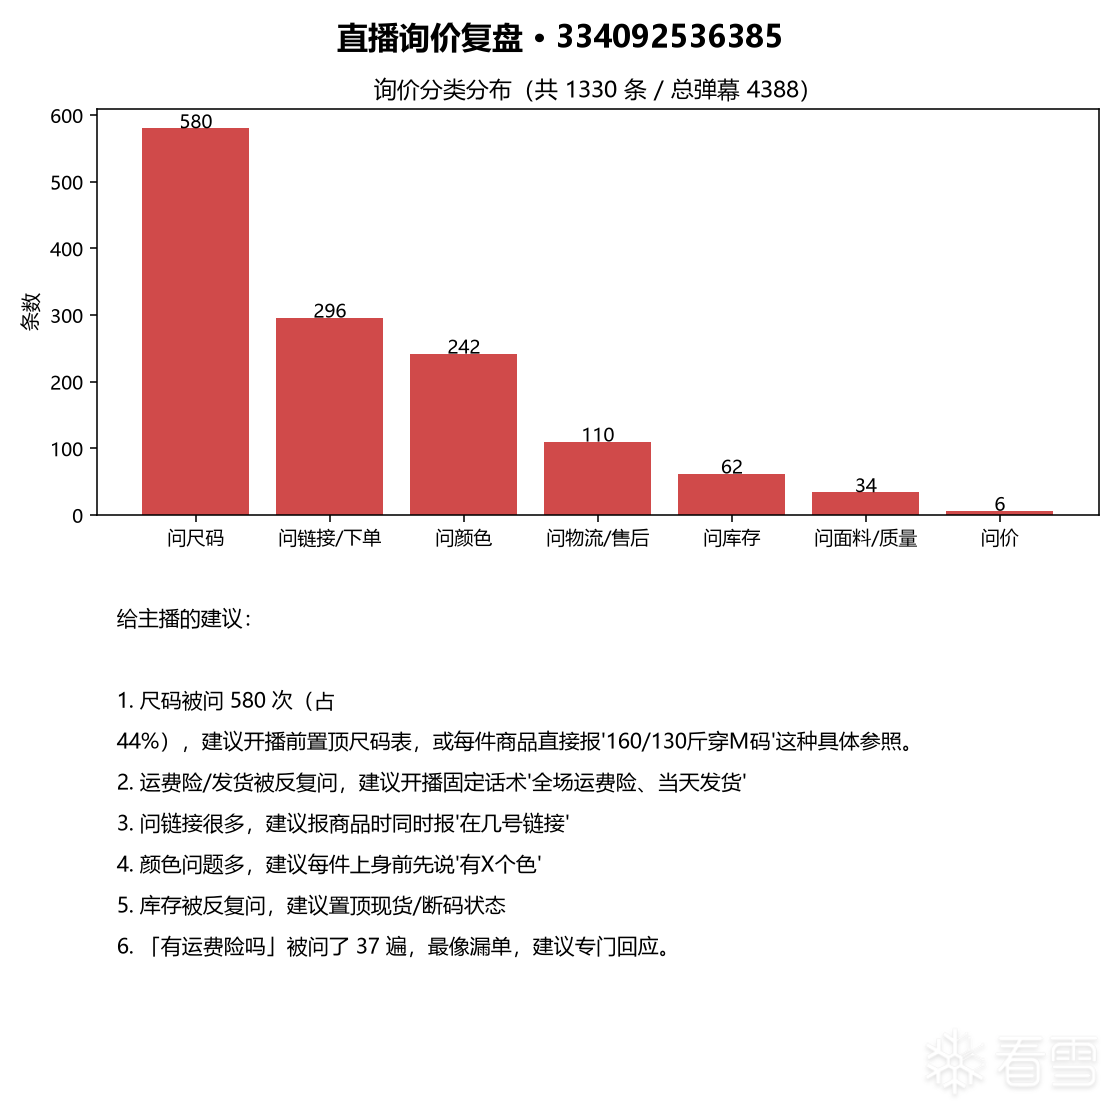 直播询价复盘 • 334092536385
询价分类分布（共 1330 条 / 总弹幕 4388）
条数
600
500
400
300
200
100
0
580
296
242
110
62
34
6
问尺码
问链接/下单
问颜色
问物流/售后
问库存
问面料/质量
问价
给主播的建议：
1. 尺码被问 580 次（占
44%），建议开播前置顶尺码表，或每件商品直接报'160/130斤穿M码'这种具体参照。
2. 运费险/发货被反复问，建议开播固定话术'全场运费险、当天发货'
3. 问链接很多，建议报商品时同时报'在几号链接'
4. 颜色问题多，建议每件上身前先说'有X个色'
5. 库存被反复问，建议置顶现货/断码状态
6. 「有运费险吗」被问了 37 遍，最像漏单，建议专门回应。
看雪